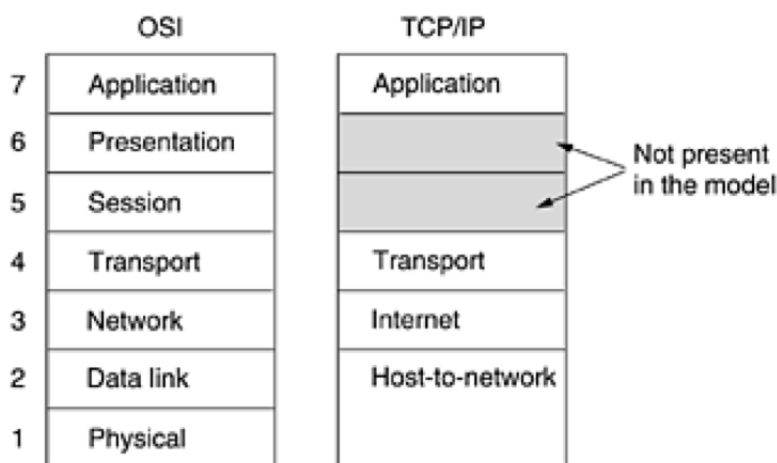 OSI TCP/IP
7 Application Application
6 Presentation
Not present
in the model
5 Session
4 Transport Transport
3 Network Internet
2 Data link Host-to-network
1 Physical